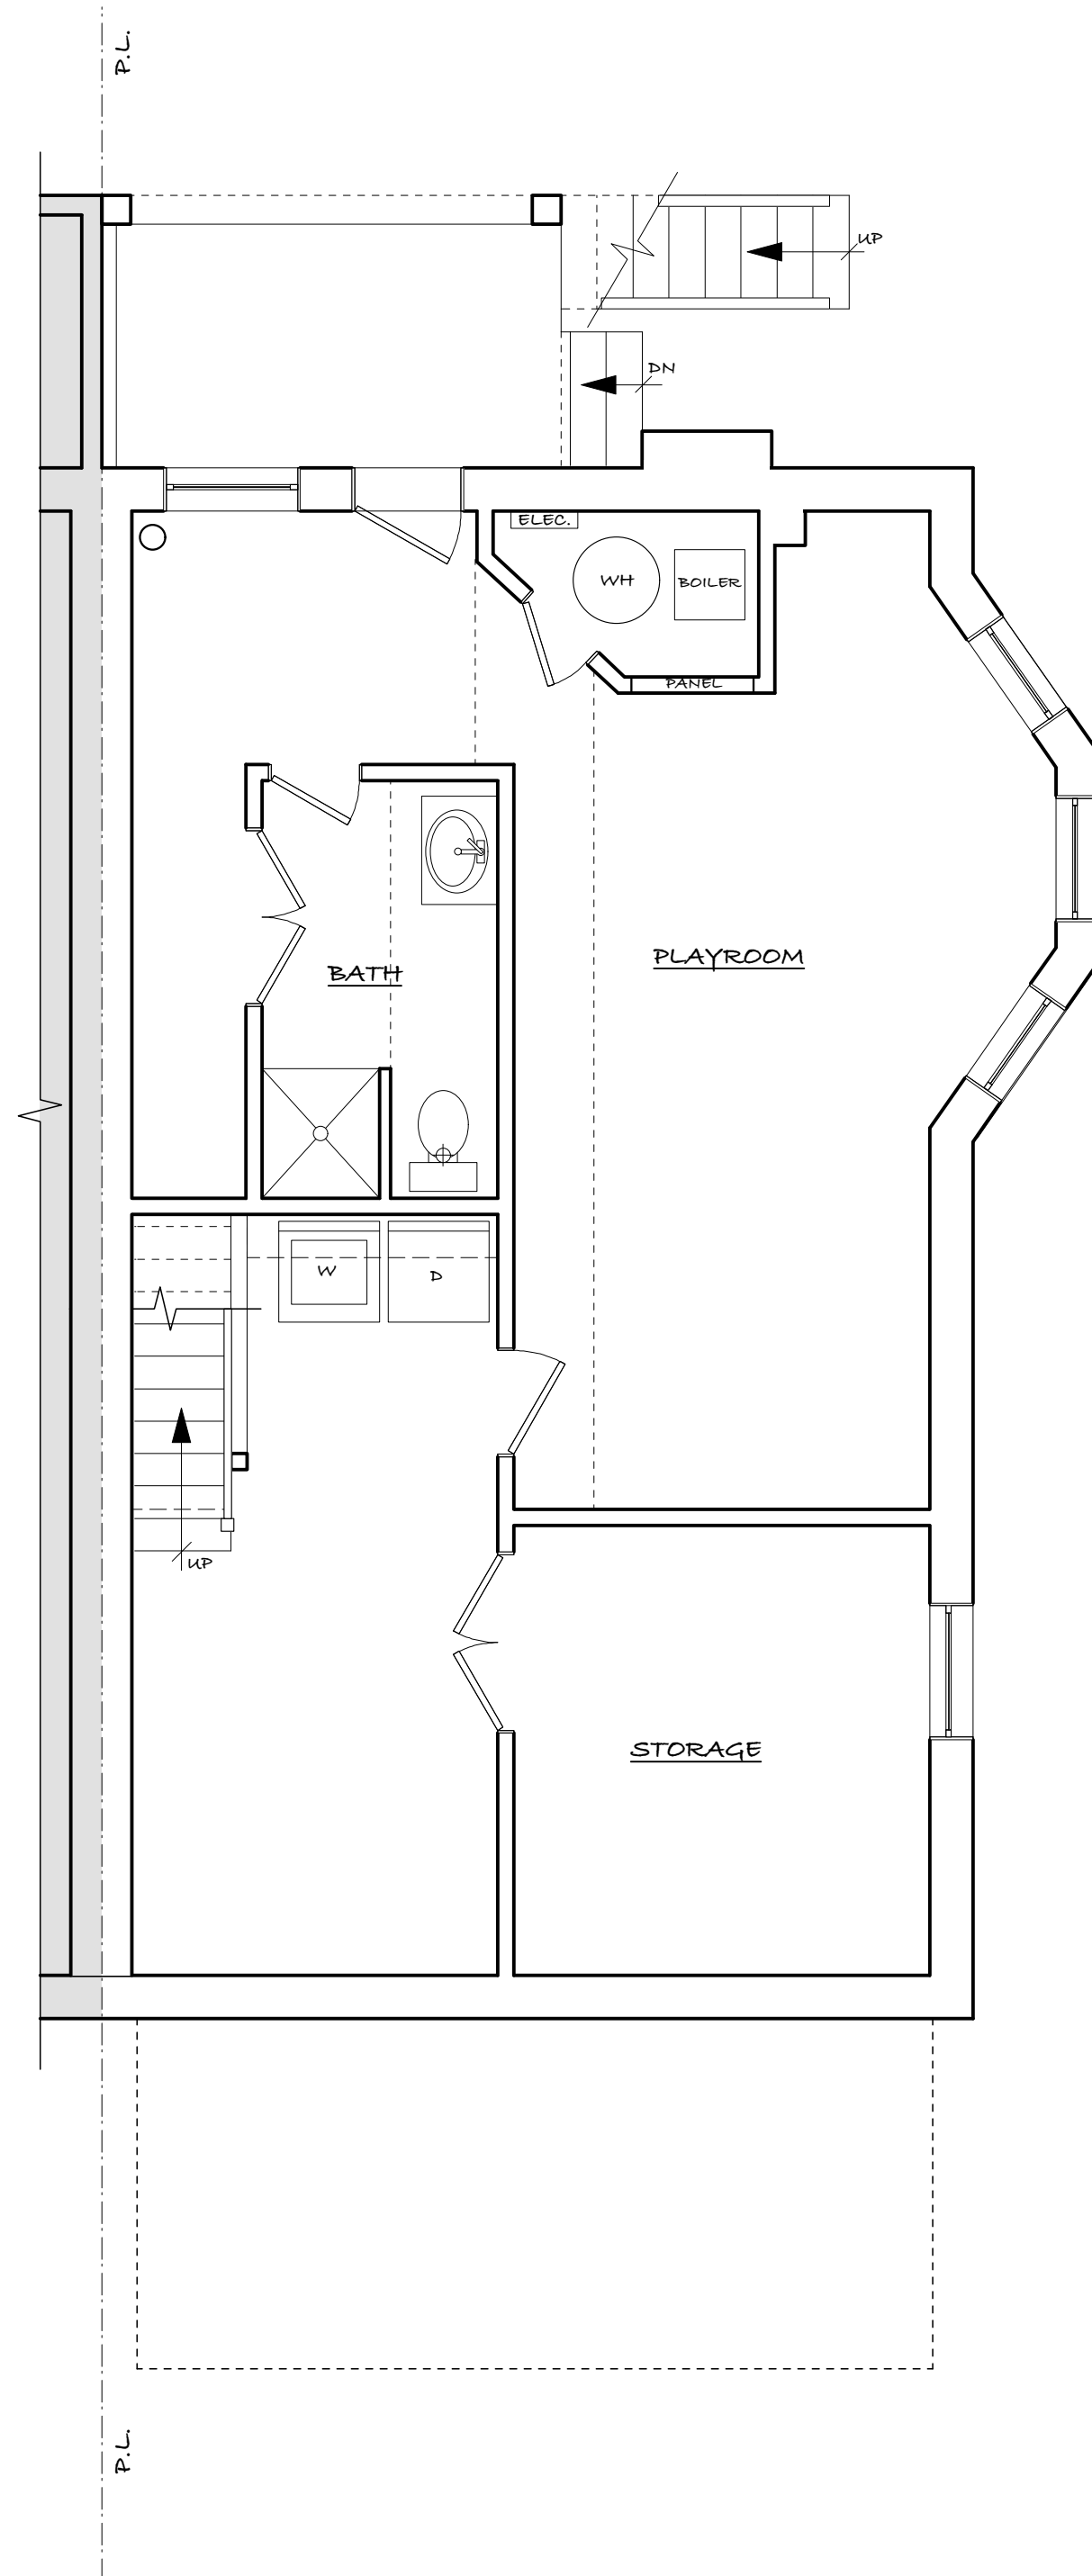 P.L.
UP
DN
ELEC.
WH
BOILER
PANEL
PLAYROOM
BATH
W
D
UP
STORAGE
P.L.